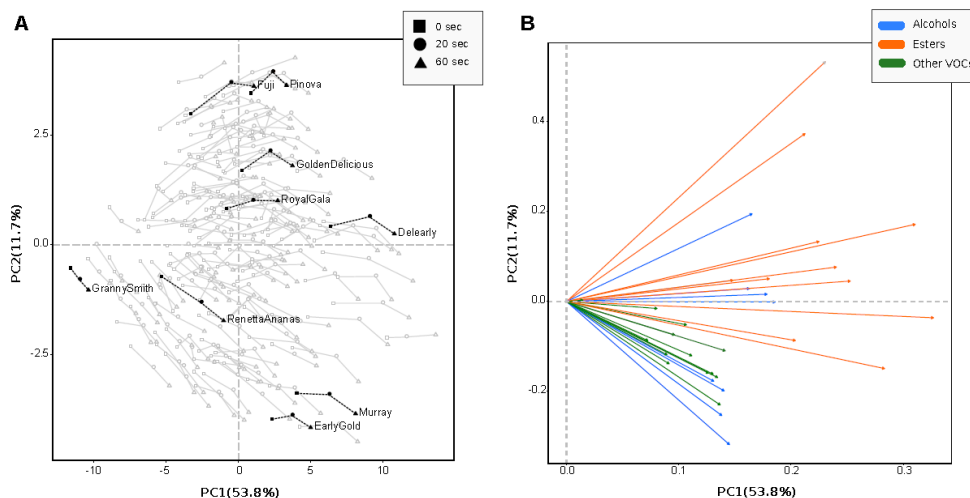 A
0 sec
20 sec
60 sec
PC2(11.7%)
2.5
0.0
-2.5
-10
-5
0
5
10
PC1(53.8%)
Fuji
Pinova
GoldenDelicious
RoyalGala
Delearly
GrannySmith
RenettaAnanas
Murray
EarlyGold
B
Alcohols
Esters
Other VOCs
PC2(11.7%)
0.4
0.2
0.0
-0.2
0.0
0.1
0.2
0.3
PC1(53.8%)